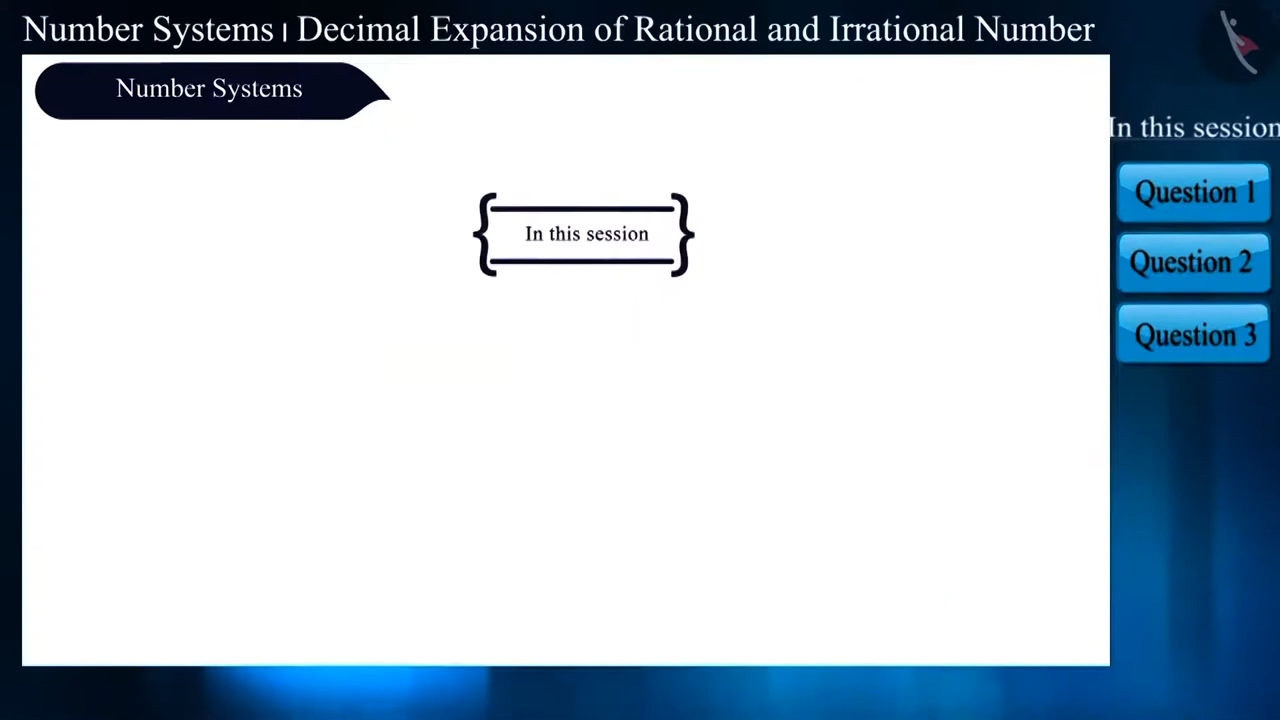 Number Systems | Decimal Expansion of Rational and Irrational Number
Number Systems
In this session
In this session
Question 1
Question 2
Question 3